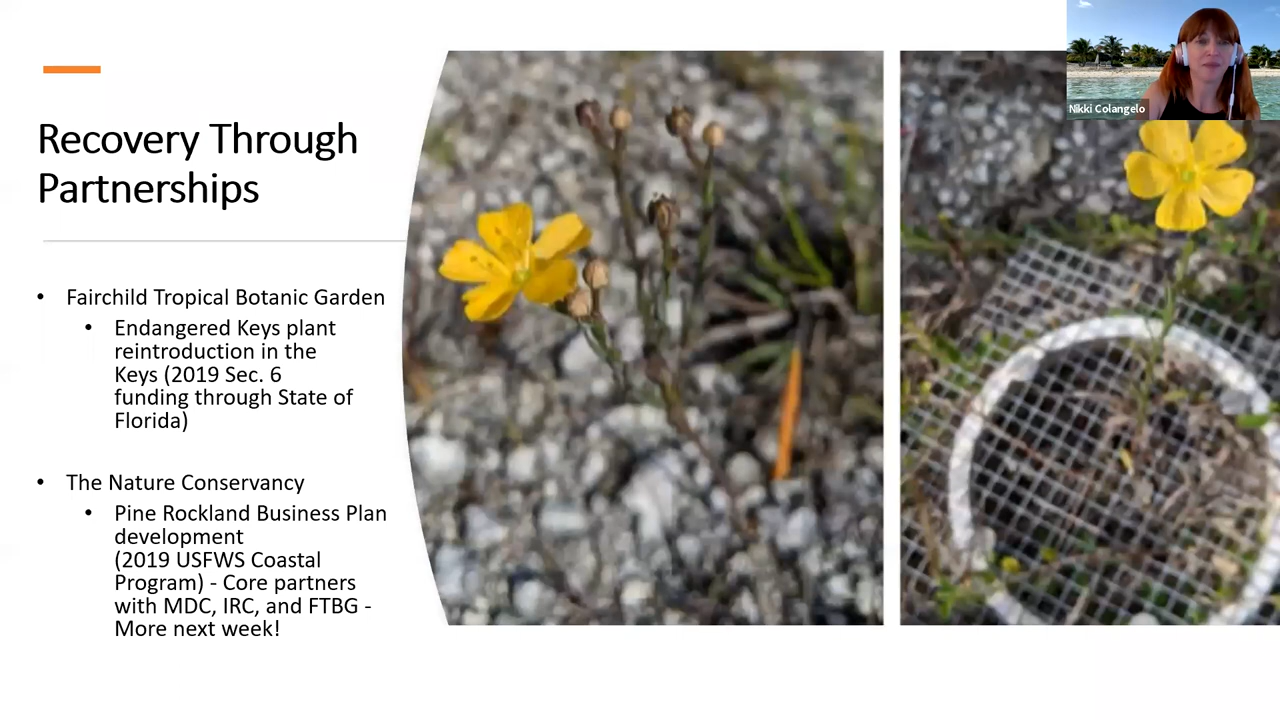 Nikki Colangelo
Recovery Through
Partnerships
• Fairchild Tropical Botanic Garden
• Endangered Keys plant
reintroduction in the
Keys (2019 Sec. 6
funding through State of
Florida)
• The Nature Conservancy
• Pine Rockland Business Plan
development
(2019 USFWS Coastal
Program) - Core partners
with MDC, IRC, and FTBG -
More next week!